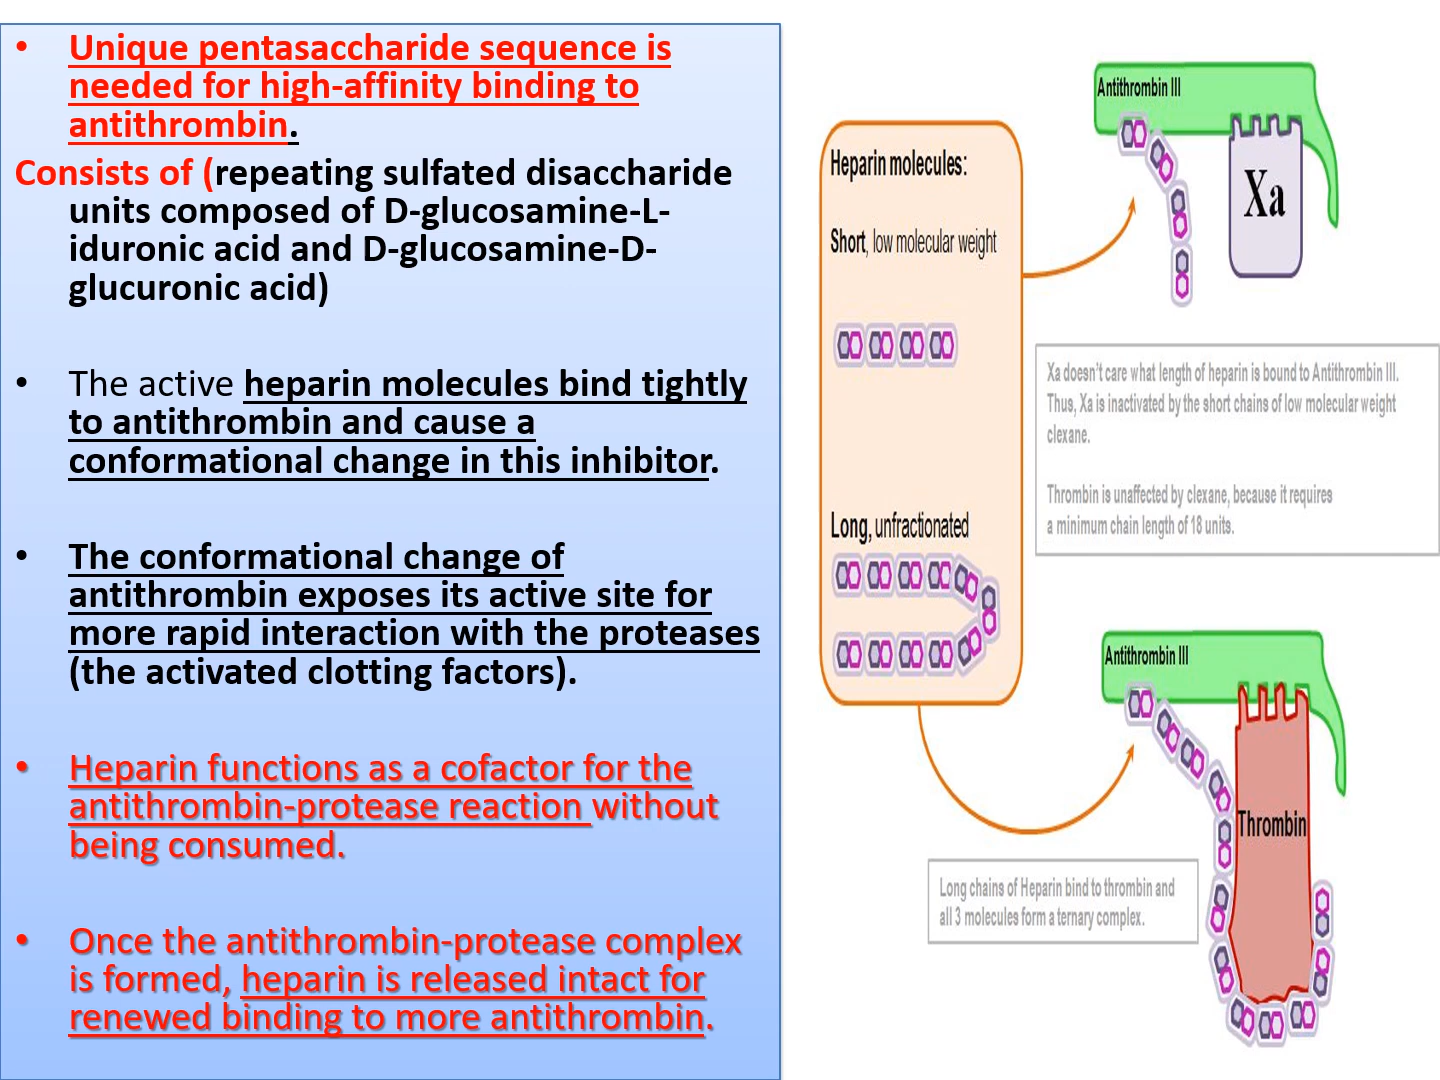 • Unique pentasaccharide sequence is
needed for high-affinity binding to
antithrombin.
Consists of (repeating sulfated disaccharide
units composed of D-glucosamine-L-
iduronic acid and D-glucosamine-D-
glucuronic acid)
• The active heparin molecules bind tightly
to antithrombin and cause a
conformational change in this inhibitor.
• The conformational change of
antithrombin exposes its active site for
more rapid interaction with the proteases
(the activated clotting factors).
• Heparin functions as a cofactor for the
antithrombin-protease reaction without
being consumed.
• Once the antithrombin-protease complex
is formed, heparin is released intact for
renewed binding to more antithrombin.
Heparin molecules:
Short, low molecular weight
Long, unfractionated
Antithrombin III
Xa
Xa doesn't care what length of heparin is bound to Antithrombin III.
Thus, Xa is inactivated by the short chains of low molecular weight
clexane.
Thrombin is unaffected by clexane, because it requires
a minimum chain length of 18 units.
Antithrombin III
Thrombin
Long chains of Heparin bind to thrombin and
all 3 molecules form a ternary complex.